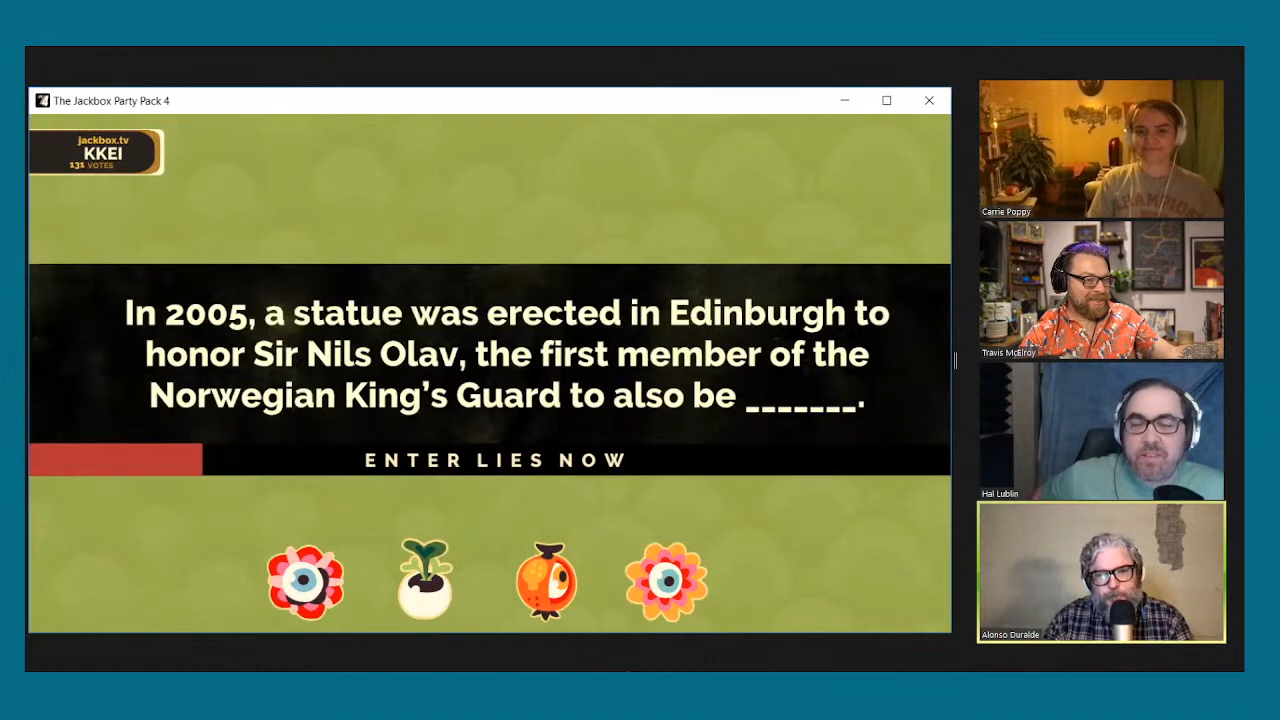 The Jackbox Party Pack 4
jackbox.tv
KKEI
131 VOTES
In 2005, a statue was erected in Edinburgh to
honor Sir Nils Olav, the first member of the
Norwegian King’s Guard to also be _______.
ENTER LIES NOW
Carrie Poppy
Travis McElroy
Hal Lublin
Alonso Duralde